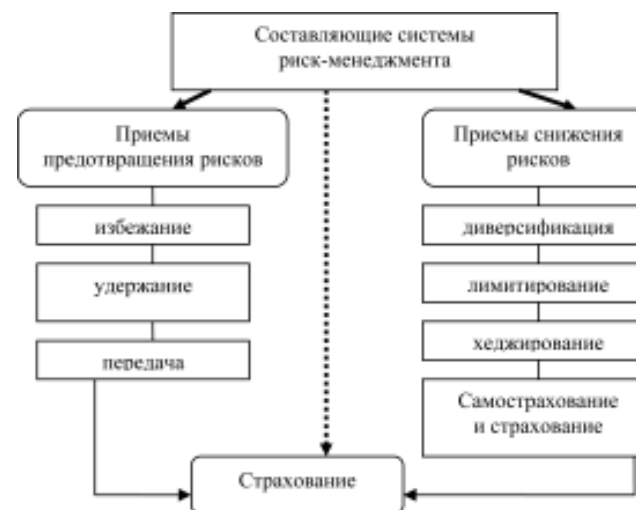 Составляющие системы
риск-менеджмента
Приемы
предотвращения рисков
избежание
удержание
передача
Приемы снижения
рисков
диверсификация
лимитирование
хеджирование
Самострахование
и страхование
Страхование